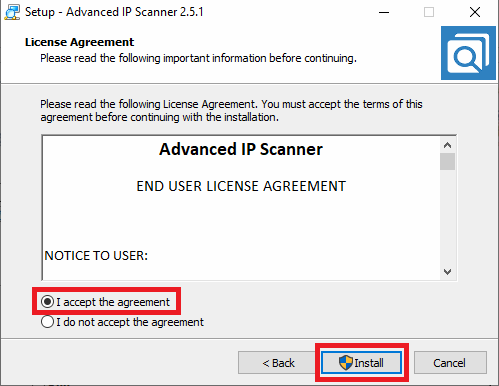 Setup - Advanced IP Scanner 2.5.1
License Agreement
Please read the following important information before continuing.
Please read the following License Agreement. You must accept the terms of this
agreement before continuing with the installation.
Advanced IP Scanner
END USER LICENSE AGREEMENT
NOTICE TO USER:
I accept the agreement
I do not accept the agreement
< Back Install Cancel